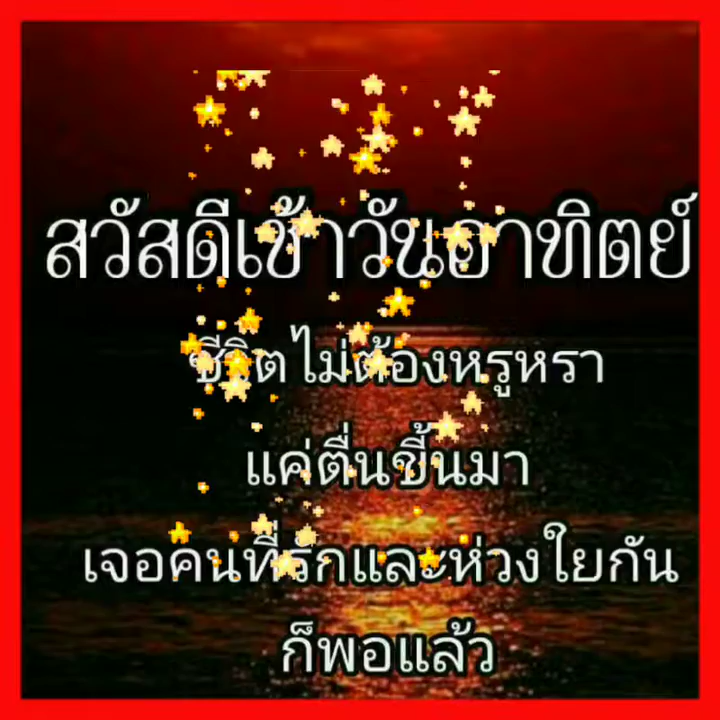 สวัสดีเช้าวันอาทิตย์
ชีวิตไม่ต้องหรูหรา
แค่ตื่นขี้นมา
เจอคนที่รักและห่วงใยกัน
ก็พอแล้ว